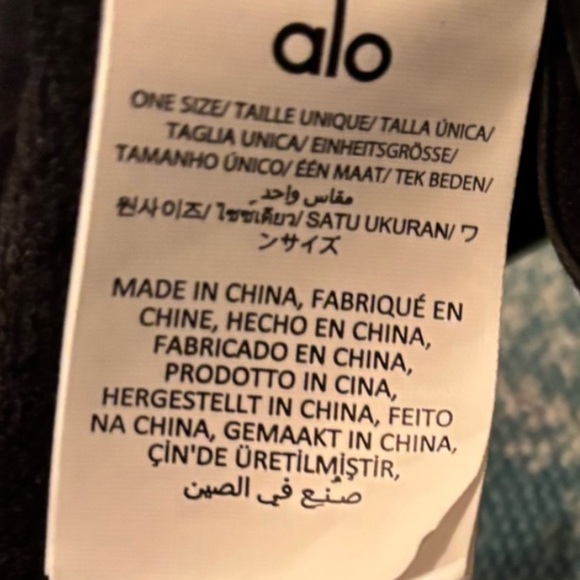 alo
ONE SIZE/ TAILLE UNIQUE/ TALLA ÚNICA/
TAGLIA UNICA/ EINHEITSGRÖSSE/
TAMANHO ÚNICO/ ÉÉN MAAT/ TEK BEDEN/
مقاس واحد
원사이즈/ ไซซ์เดียว/ SATU UKURAN/ ワ
ンサイズ
MADE IN CHINA, FABRIQUÉ EN
CHINE, HECHO EN CHINA,
FABRICADO EN CHINA,
PRODOTTO IN CINA,
HERGESTELLT IN CHINA, FEITO
NA CHINA, GEMAAKT IN CHINA,
ÇİN'DE ÜRETİLMİŞTİR,
صُنِع في الصين